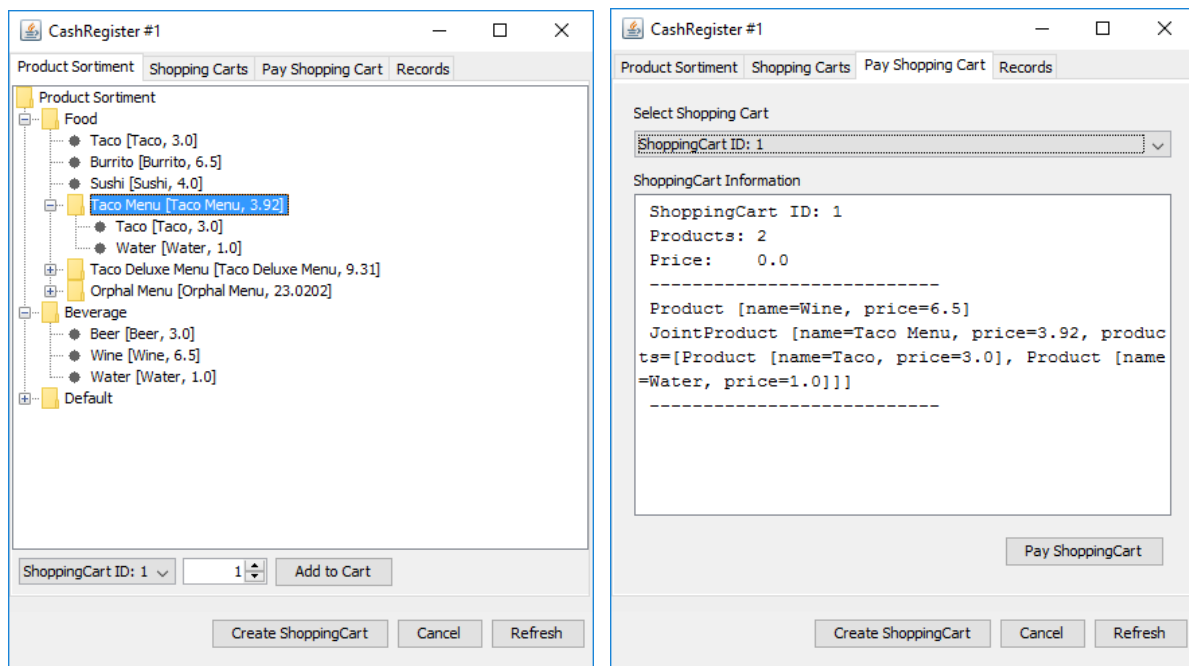 CashRegister #1
Product Sortiment Shopping Carts Pay Shopping Cart Records
Product Sortiment
Food
Taco [Taco, 3.0]
Burrito [Burrito, 6.5]
Sushi [Sushi, 4.0]
Taco Menu [Taco Menu, 3.92]
Taco [Taco, 3.0]
Water [Water, 1.0]
Taco Deluxe Menu [Taco Deluxe Menu, 9.31]
Orphal Menu [Orphal Menu, 23.0202]
Beverage
Beer [Beer, 3.0]
Wine [Wine, 6.5]
Water [Water, 1.0]
Default
ShoppingCart ID: 1 1 Add to Cart
Create ShoppingCart Cancel Refresh
CashRegister #1
Product Sortiment Shopping Carts Pay Shopping Cart Records
Select Shopping Cart
ShoppingCart ID: 1
ShoppingCart Information
ShoppingCart ID: 1
Products: 2
Price: 0.0
---------------------------
Product [name=Wine, price=6.5]
JointProduct [name=Taco Menu, price=3.92, produc
ts=[Product [name=Taco, price=3.0], Product [name
=Water, price=1.0]]]
---------------------------
Pay ShoppingCart
Create ShoppingCart Cancel Refresh